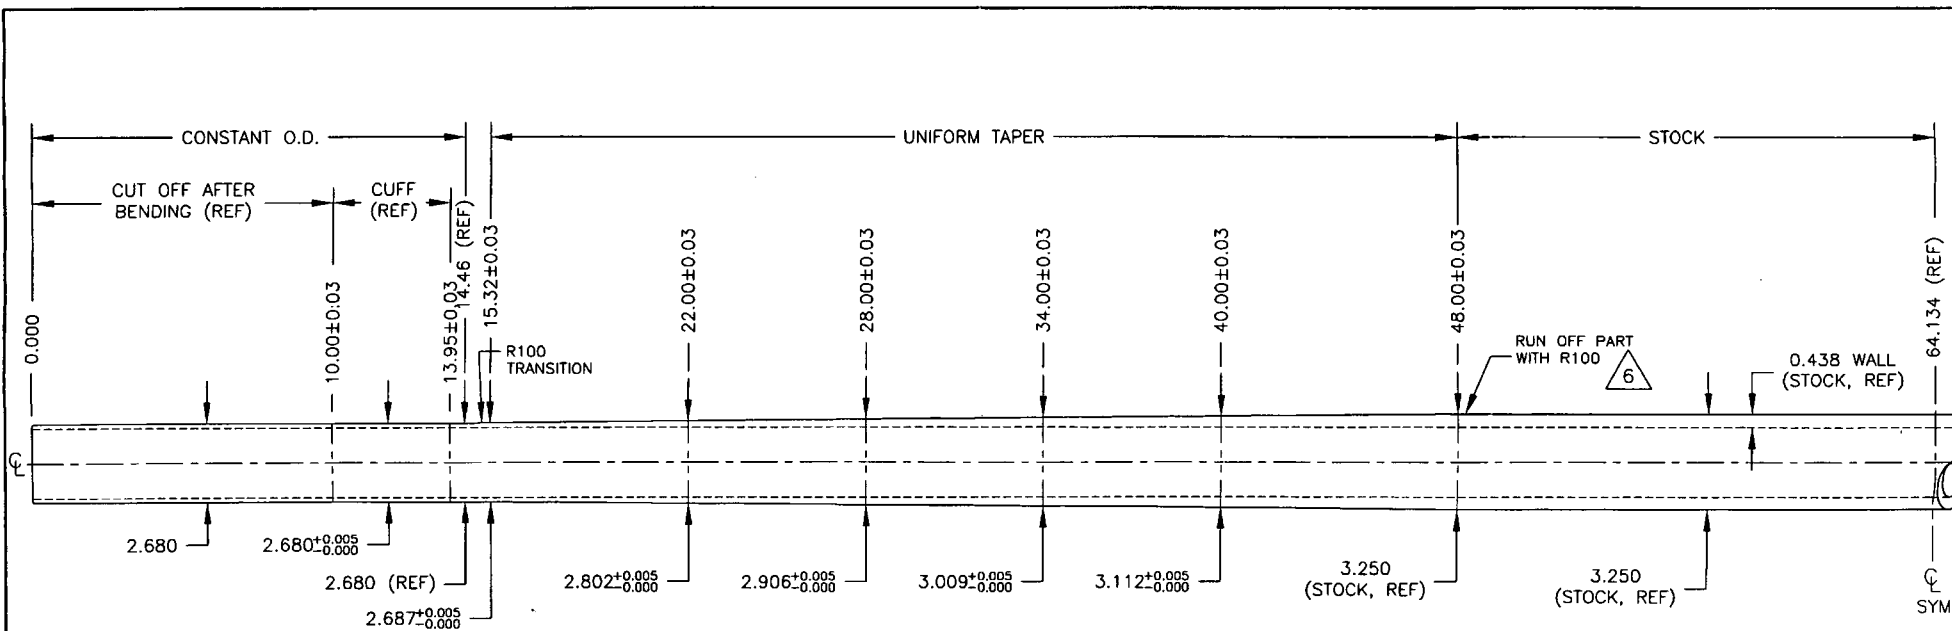 CONSTANT O.D.
UNIFORM TAPER
STOCK
CUT OFF AFTER
BENDING (REF)
CUFF
(REF)
0.000
10.00±0.03
13.95±0.03
14.46 (REF)
15.32±0.03
22.00±0.03
28.00±0.03
34.00±0.03
40.00±0.03
48.00±0.03
64.134 (REF)
R100
TRANSITION
RUN OFF PART
WITH R100
6
0.438 WALL
(STOCK, REF)
℄
2.680
2.680+0.005
-0.000
2.680 (REF)
2.687+0.005
-0.000
2.802+0.005
-0.000
2.906+0.005
-0.000
3.009+0.005
-0.000
3.112+0.005
-0.000
3.250
(STOCK, REF)
3.250
(STOCK, REF)
℄
SYM